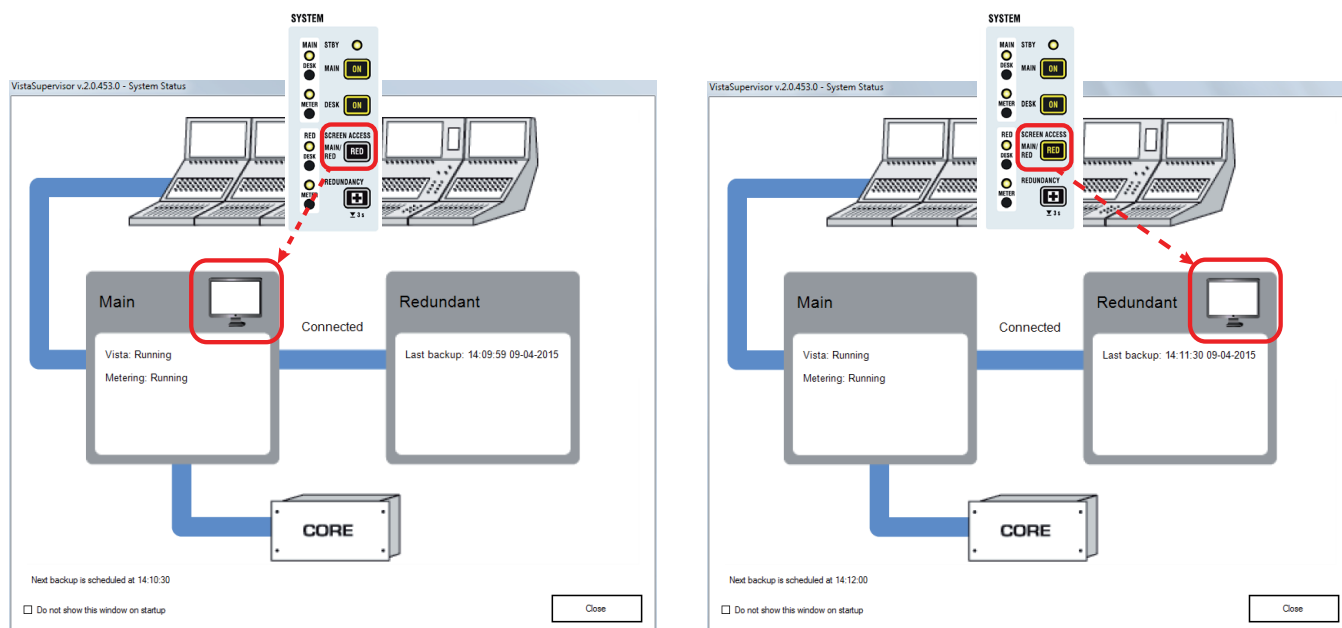 SYSTEM
MAIN STBY
DESK MAIN ON
METER DESK ON
RED SCREEN ACCESS
DESK MAIN/ RED RED
REDUNDANCY
METER
3 s
VistaSupervisor v.2.0.453.0 - System Status
Main
Vista: Running
Metering: Running
Connected
Redundant
Last backup: 14:09:59 09-04-2015
CORE
Next backup is scheduled at 14:10:30
Do not show this window on startup
Close
SYSTEM
MAIN STBY
DESK MAIN ON
METER DESK ON
RED SCREEN ACCESS
DESK MAIN/ RED RED
REDUNDANCY
METER
3 s
VistaSupervisor v.2.0.453.0 - System Status
Main
Vista: Running
Metering: Running
Connected
Redundant
Last backup: 14:11:30 09-04-2015
CORE
Next backup is scheduled at 14:12:00
Do not show this window on startup
Close